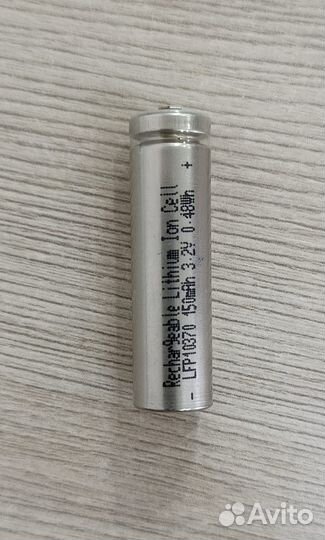 Rechargeable Lithium Ion Cell
LFP10370 150mAh 3.2V 0.48Wh
- +
Avito